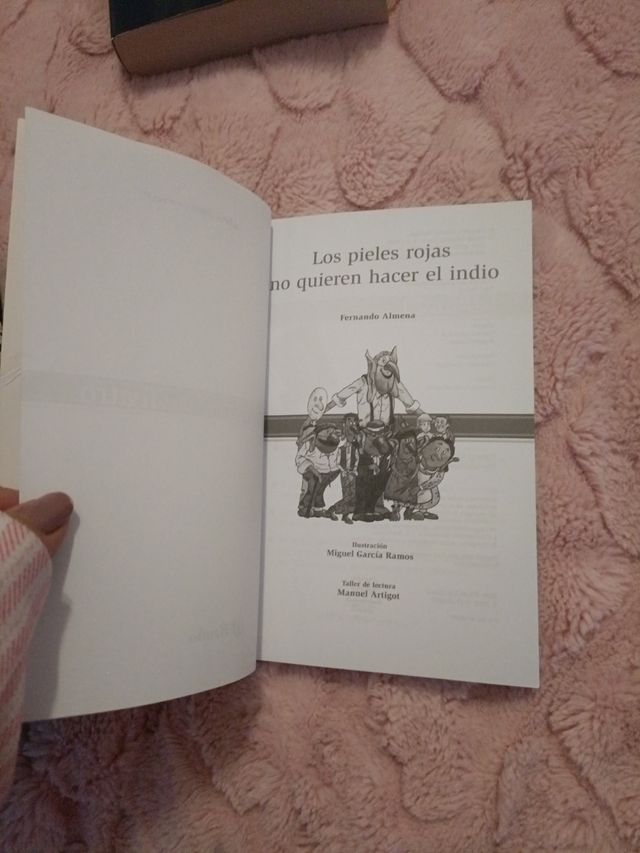 Los pieles rojas
no quieren hacer el indio
Fernando Almena
Ilustración
Miguel García Ramos
Taller de lectura
Manuel Artigot